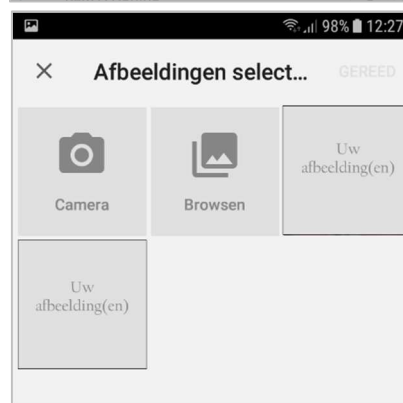 98% 12:27
Afbeeldingen select... GEREED
Camera
Browsen
Uw
afbeelding(en)
Uw
afbeelding(en)